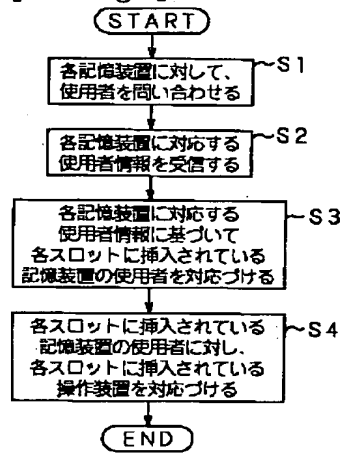 START
各記憶装置に対して、
使用者を問い合わせる
S1
各記憶装置に対応する
使用者情報を受信する
S2
各記憶装置に対応する
使用者情報に基づいて
各スロットに挿入されている
記憶装置の使用者を対応づける
S3
各スロットに挿入されている
記憶装置の使用者に対し、
各スロットに挿入されている
操作装置を対応づける
S4
END